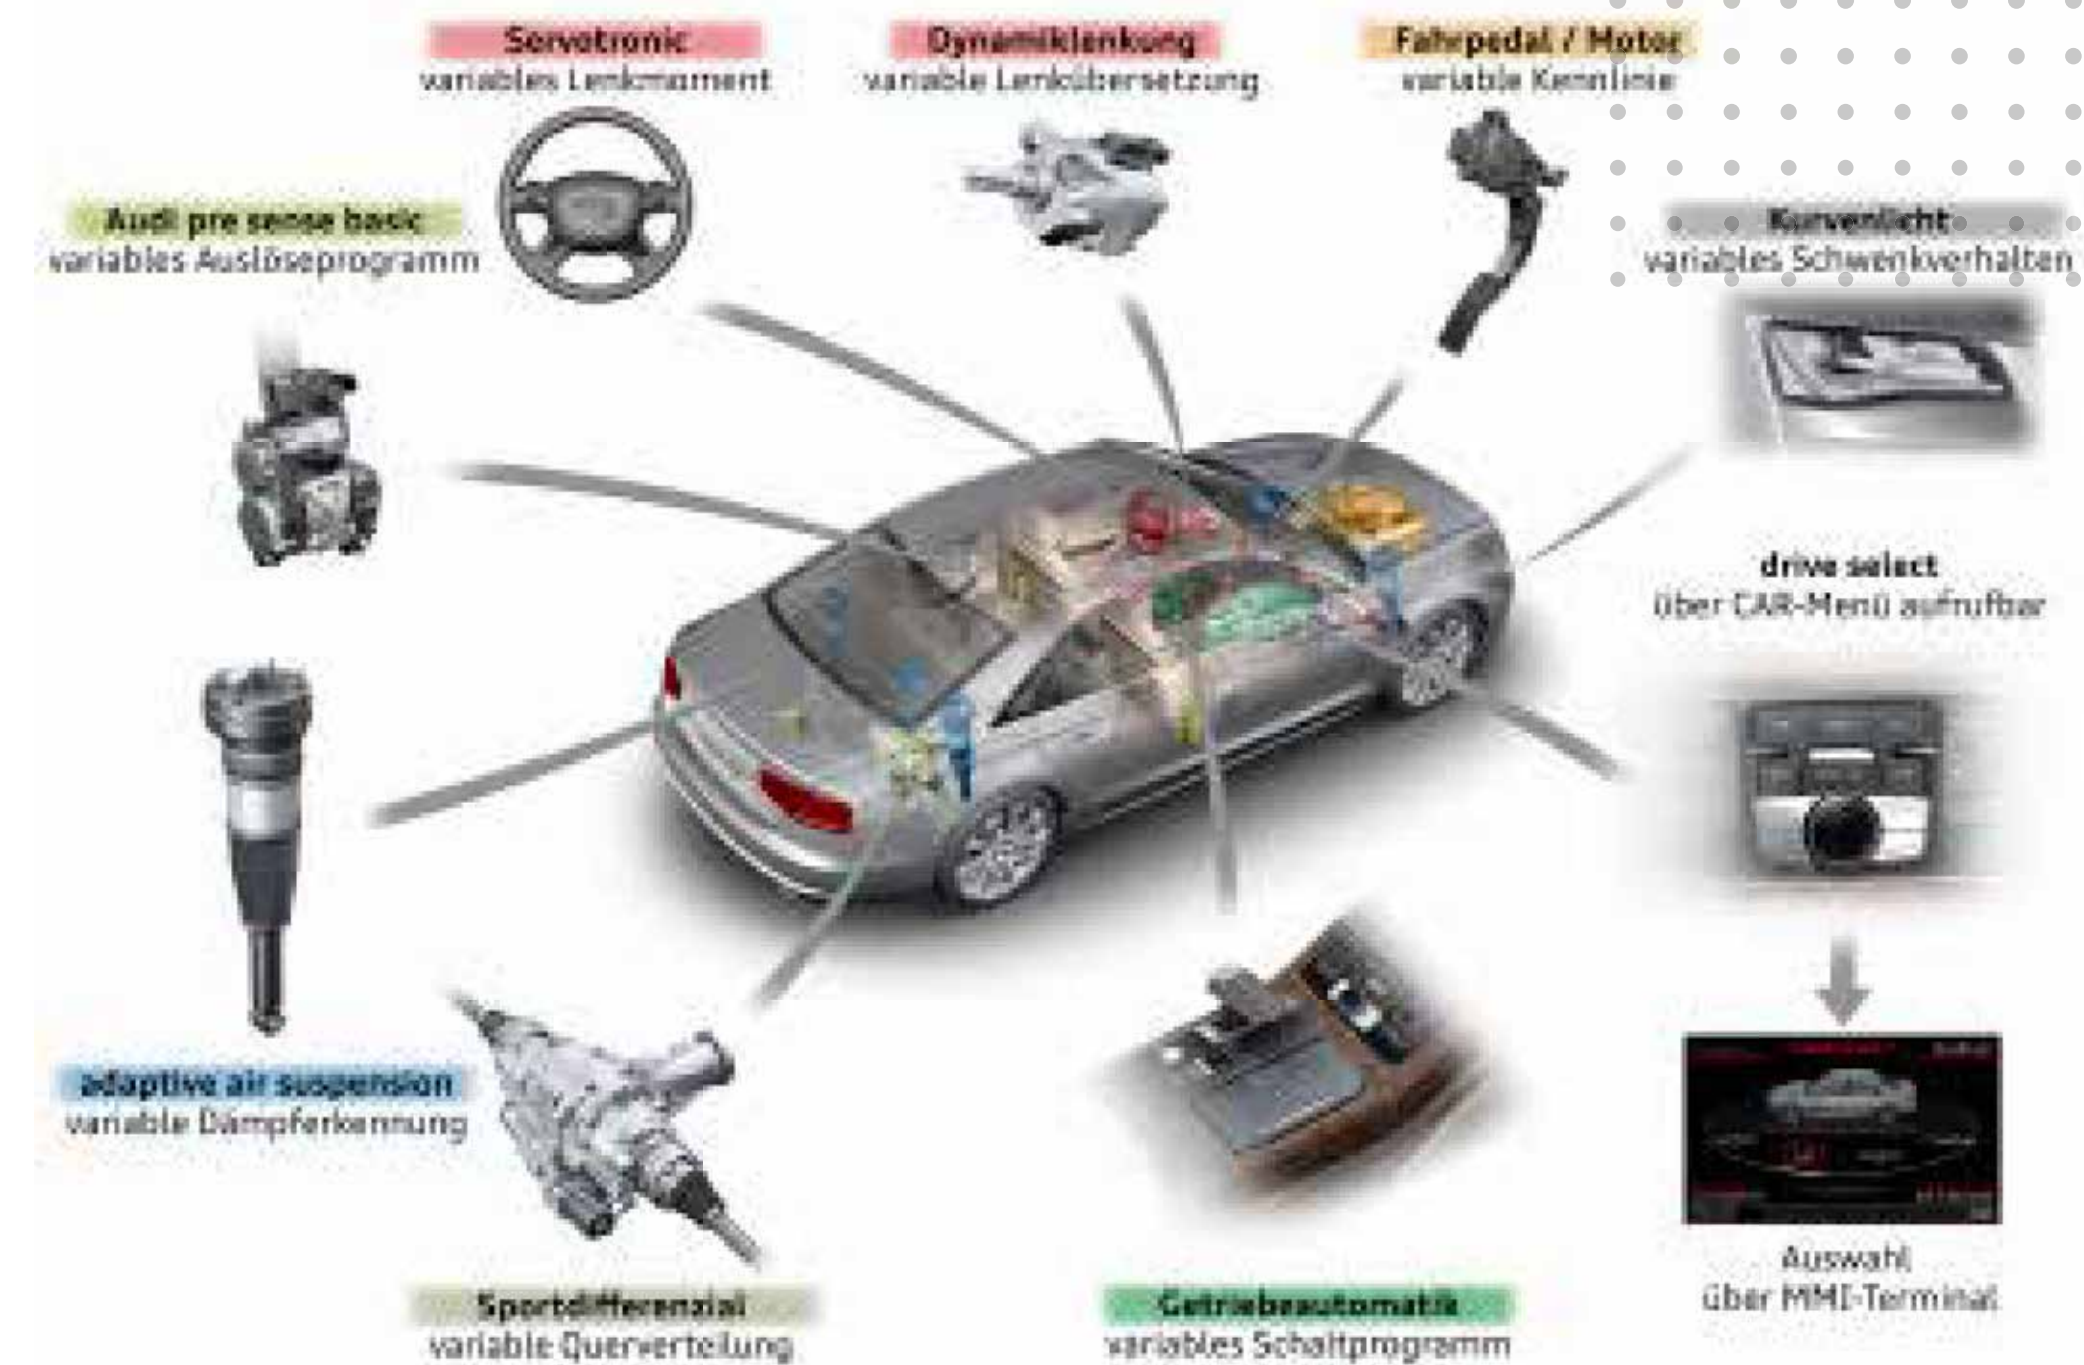 Servotronic
variables Lenkmoment
Dynamiklenkung
variable Lenkübersetzung
Fahrpedal / Motor
variable Kennlinie
Audi pre sense basic
variables Auslöseprogramm
Kurvenlicht
variables Schwenkverhalten
drive select
über CAR-Menü aufrufbar
adaptive air suspension
variable Dämpferkennung
Sportdifferenzial
variable Querverteilung
Getriebeautomatik
variables Schaltprogramm
Auswahl
über MMI-Terminal